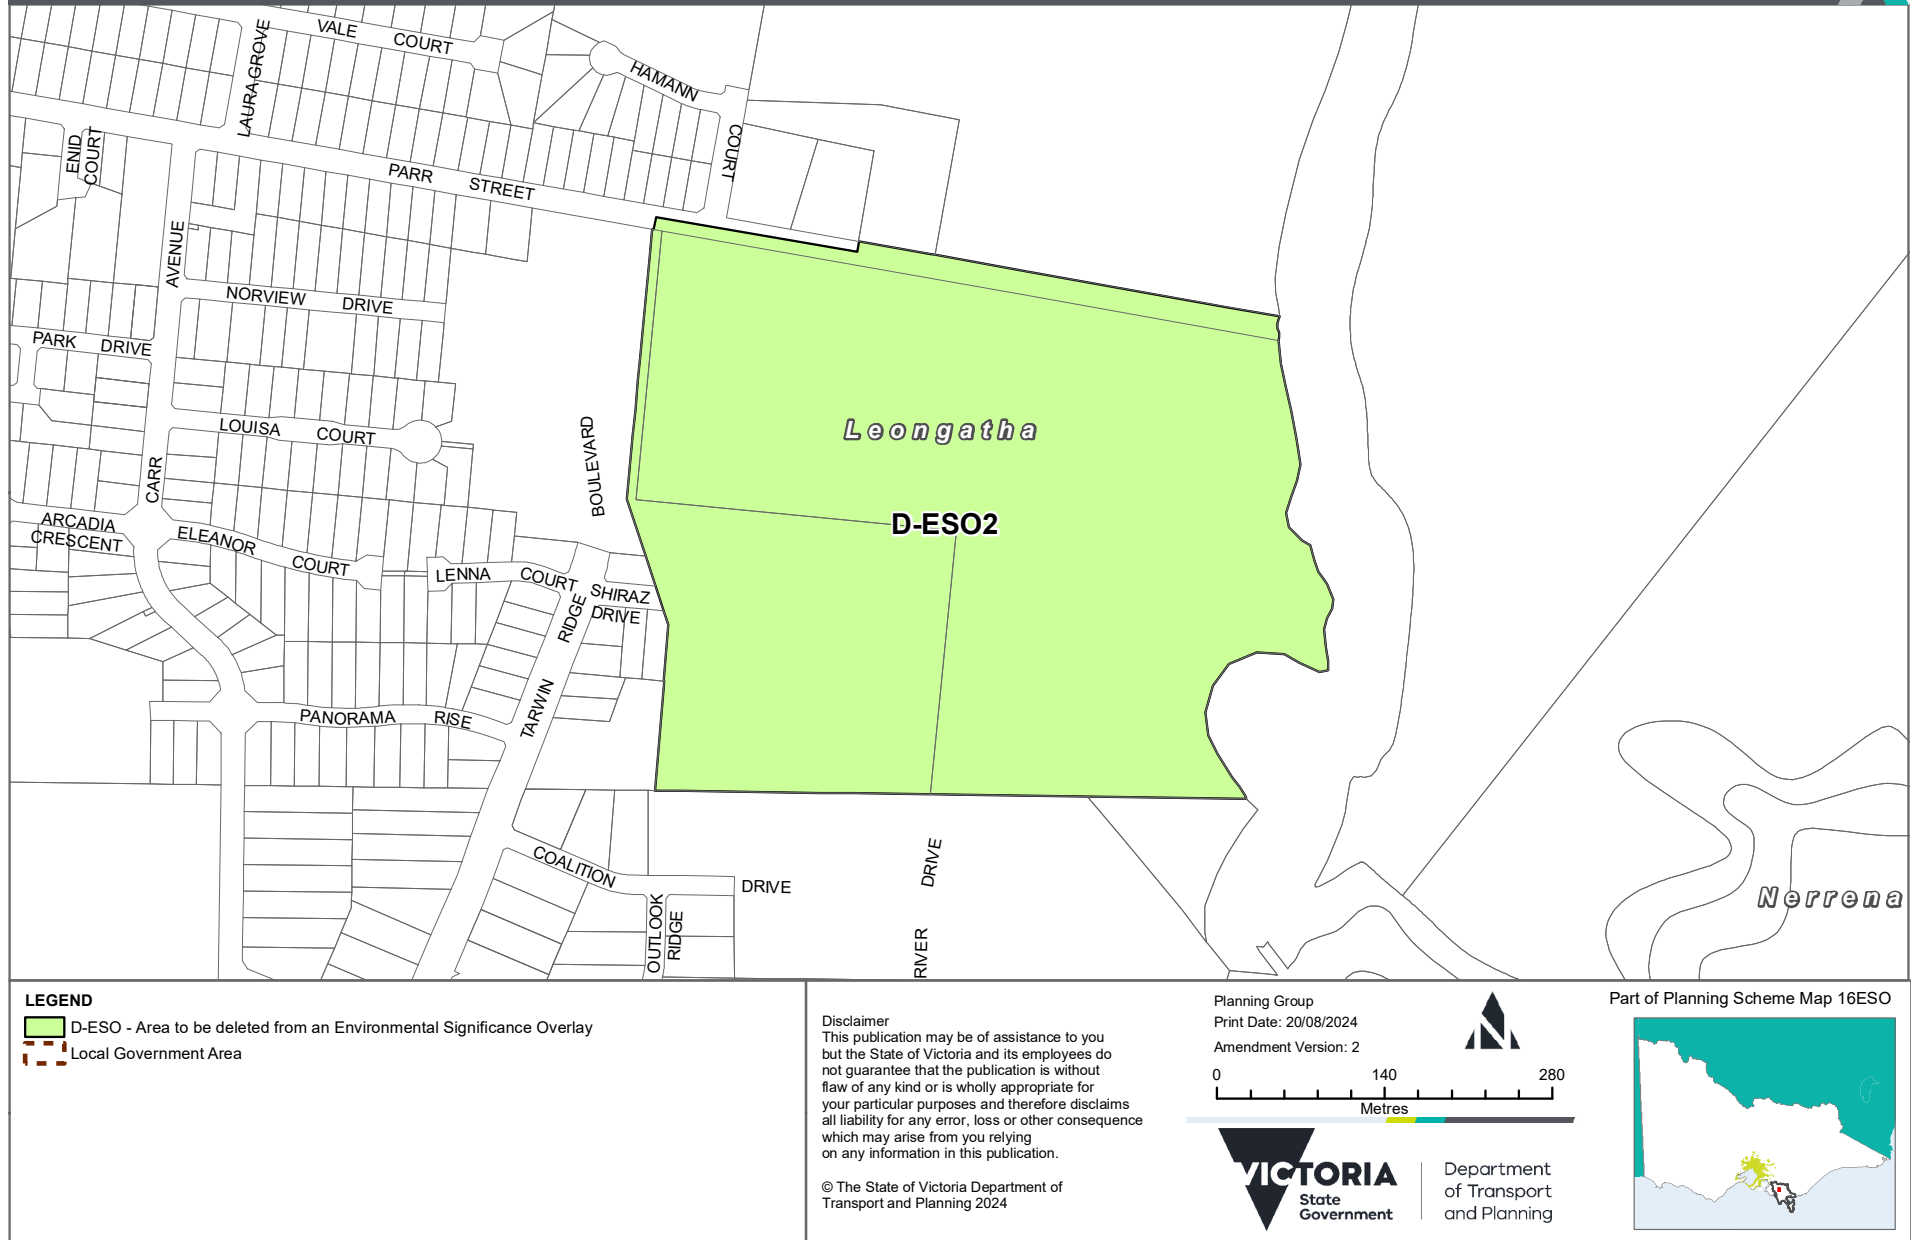 VALE COURT
LAURA GROVE
HAMANN
COURT
ENID
COURT
PARR STREET
AVENUE
NORVIEW DRIVE
PARK DRIVE
BOULEVARD
LOUISA COURT
Leongatha
CARR
D-ESO2
ARCADIA
CRESCENT
ELEANOR
COURT
LENNA COURT
SHIRAZ
DRIVE
RIDGE
TARWIN
PANORAMA RISE
COALITION
DRIVE
OUTLOOK
RIDGE
DRIVE
RIVER
Nerrena
LEGEND
D-ESO - Area to be deleted from an Environmental Significance Overlay
Local Government Area
Disclaimer
This publication may be of assistance to you
but the State of Victoria and its employees do
not guarantee that the publication is without
flaw of any kind or is wholly appropriate for
your particular purposes and therefore disclaims
all liability for any error, loss or other consequence
which may arise from you relying
on any information in this publication.
© The State of Victoria Department of
Transport and Planning 2024
Planning Group
Print Date: 20/08/2024
Amendment Version: 2
0 140 280
Metres
VICTORIA
State
Government
Department
of Transport
and Planning
Part of Planning Scheme Map 16ESO